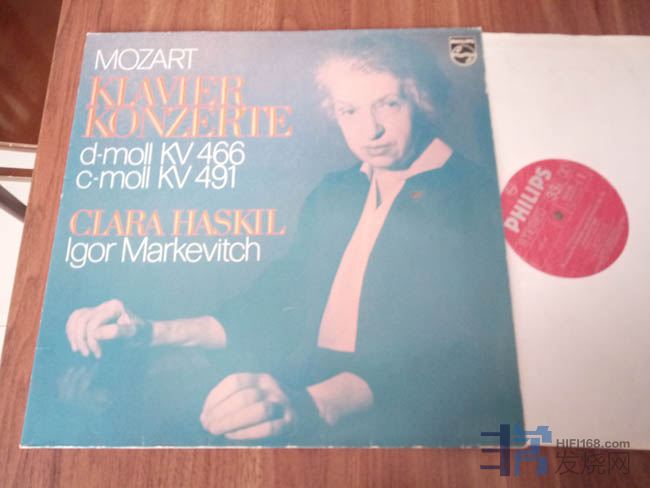 MOZART
PHILIPS
KLAVIER
KONZERTE
d-moll KV 466
c-moll KV 491
CLARA HASKIL
Igor Markevitch
PHILIPS
STEREO
HIFI168.com
发烧网